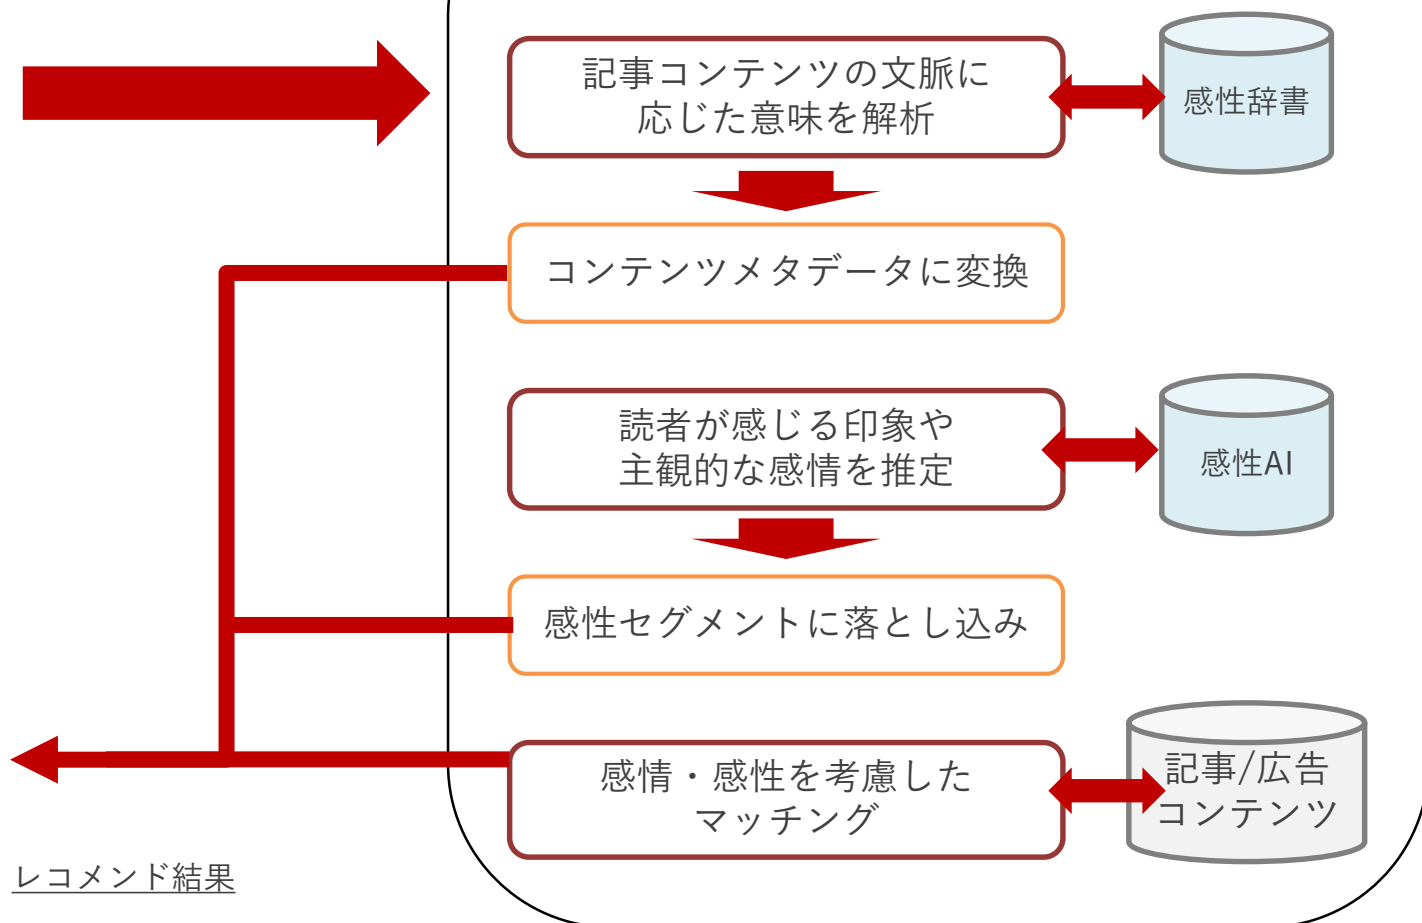 記事コンテンツの文脈に
応じた意味を解析
感性辞書
コンテンツメタデータに変換
読者が感じる印象や
主観的な感情を推定
感性AI
感性セグメントに落とし込み
感情・感性を考慮した
マッチング
記事/広告
コンテンツ
レコメンド結果